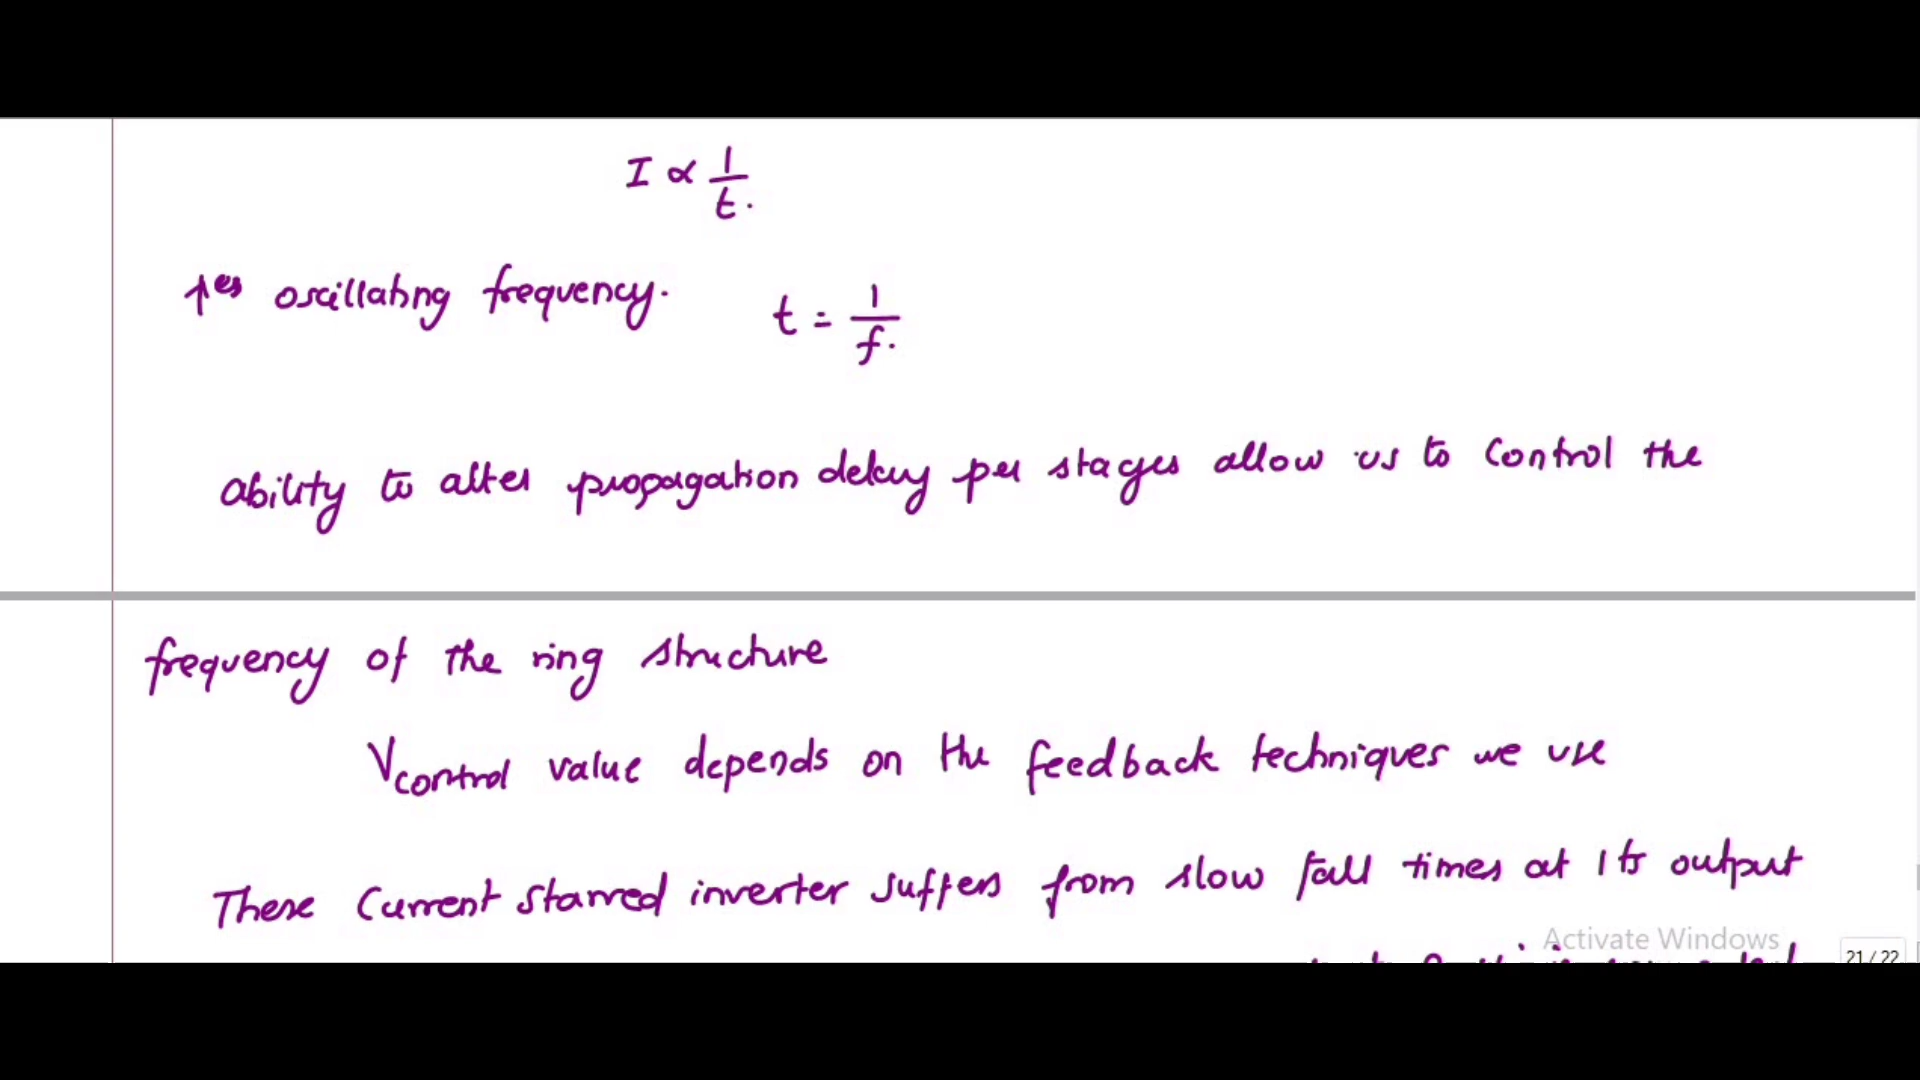 I ∝ 1/t.
↑es oscillating frequency. t = 1/f.
ability to alter propagation delay per stages allow us to control the
frequency of the ring structure
Vcontrol value depends on the feedback techniques we use
These current starved inverter suffers from slow fall times at its output
Activate Windows
21 / 22